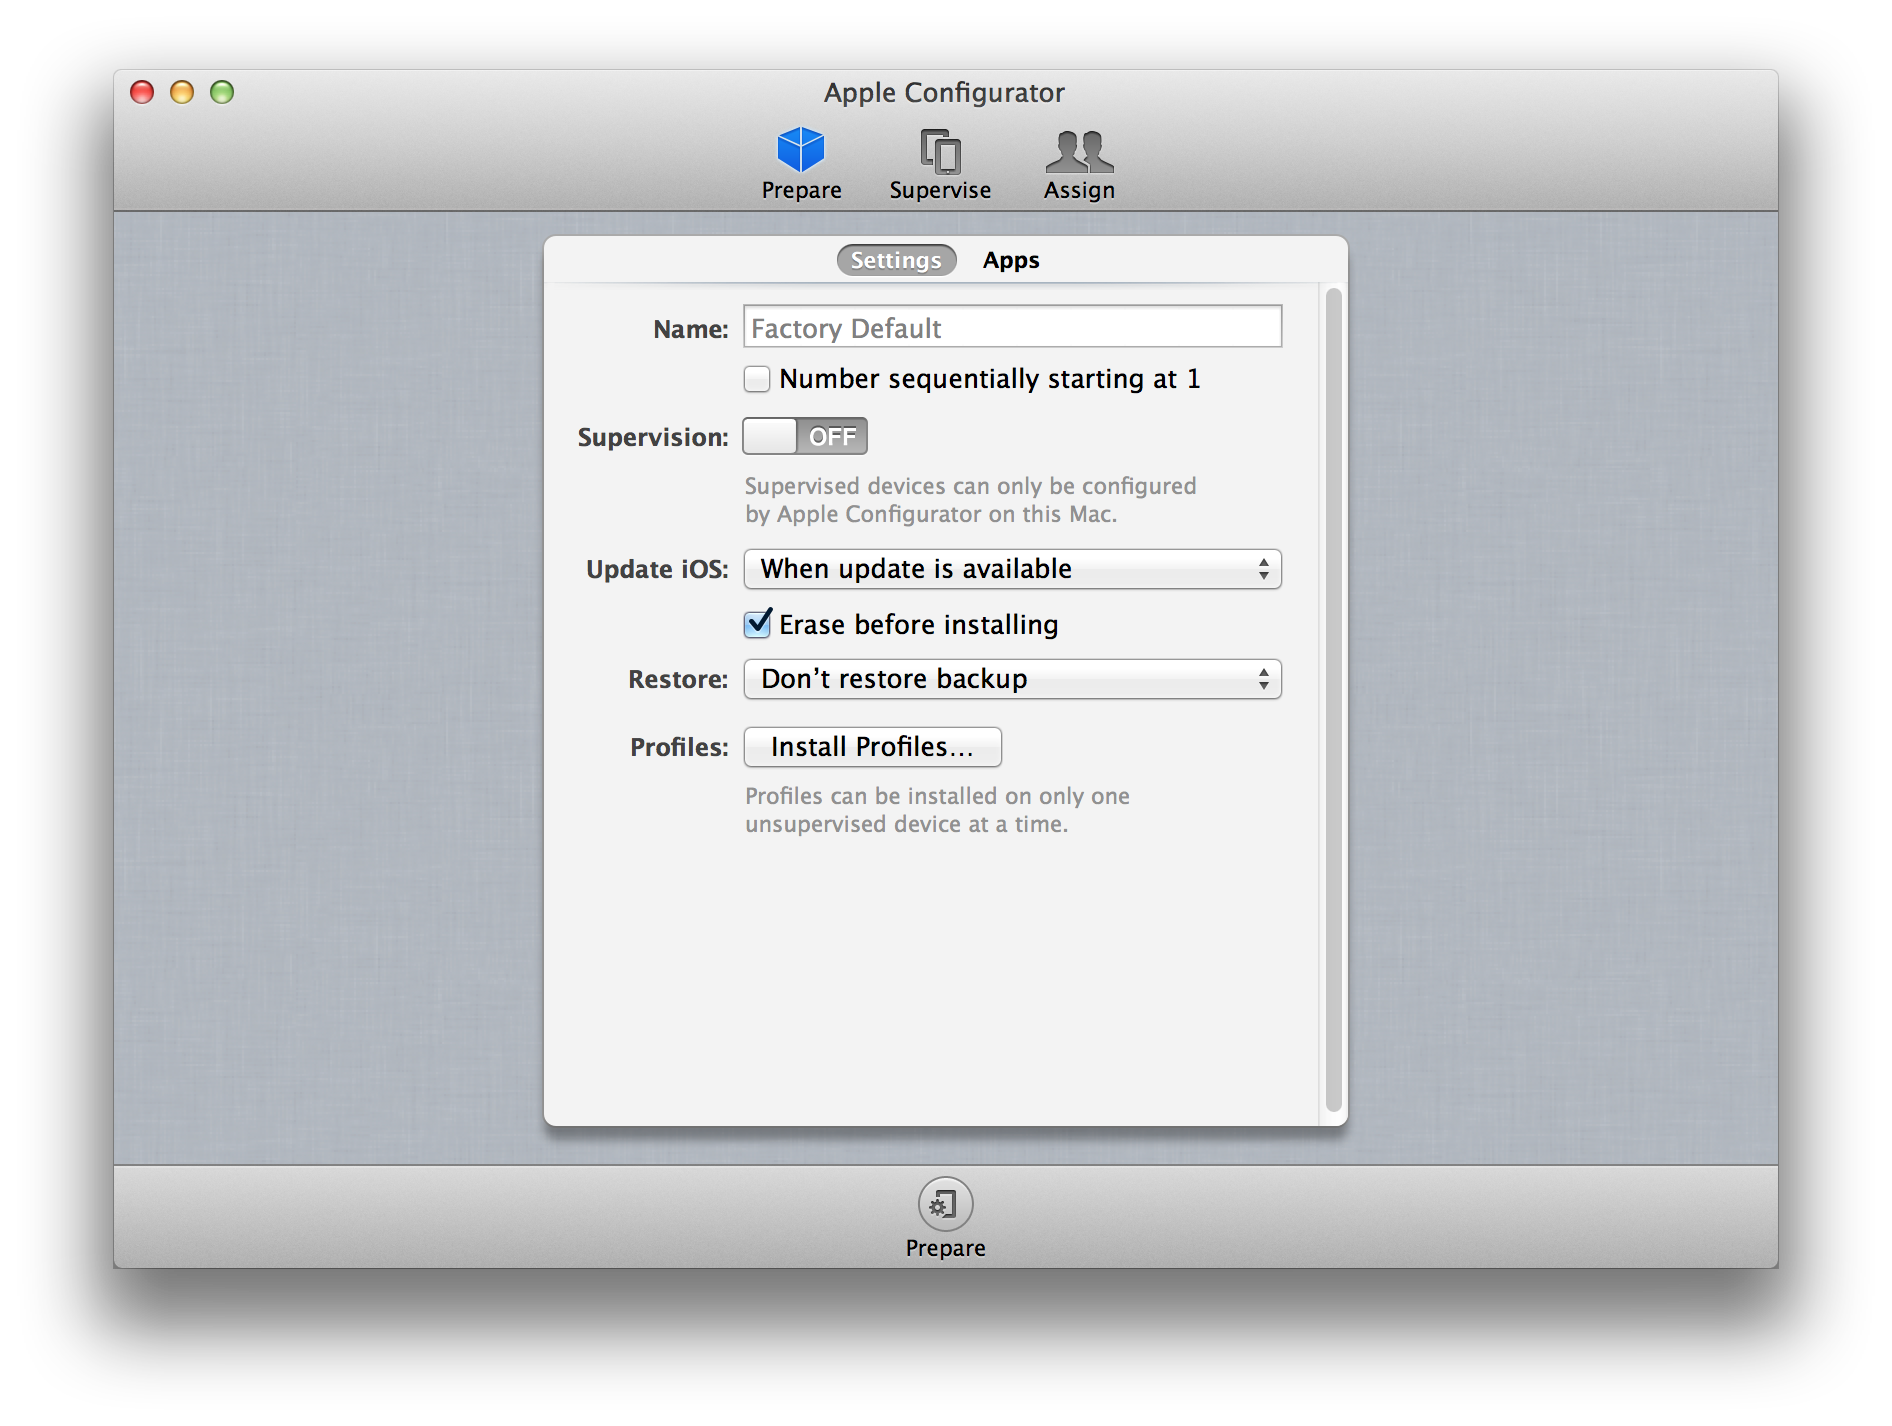 Apple Configurator
Prepare Supervise Assign
Settings Apps
Name: Factory Default
Number sequentially starting at 1
Supervision: OFF
Supervised devices can only be configured
by Apple Configurator on this Mac.
Update iOS: When update is available
Erase before installing
Restore: Don’t restore backup
Profiles: Install Profiles...
Profiles can be installed on only one
unsupervised device at a time.
Prepare